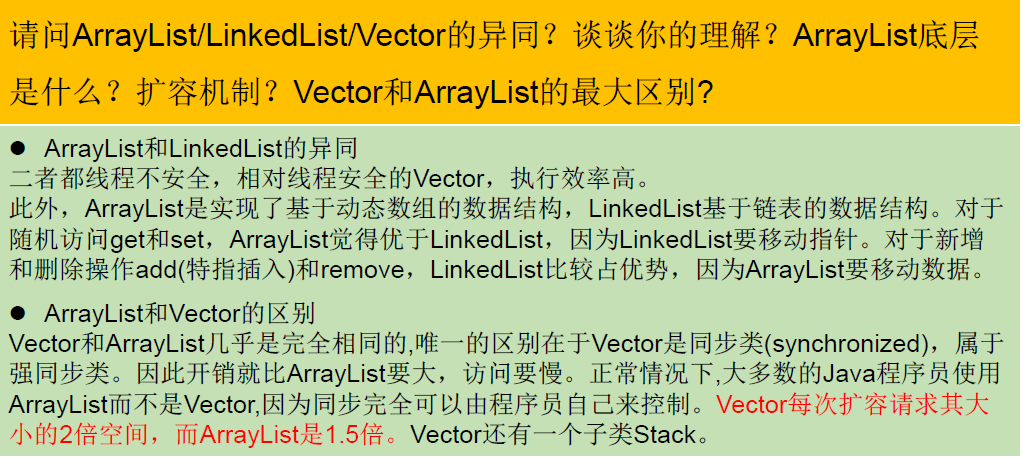 请问ArrayList/LinkedList/Vector的异同？谈谈你的理解？ArrayList底层
是什么？扩容机制？Vector和ArrayList的最大区别?
● ArrayList和LinkedList的异同
二者都线程不安全，相对线程安全的Vector，执行效率高。
此外，ArrayList是实现了基于动态数组的数据结构，LinkedList基于链表的数据结构。对于
随机访问get和set，ArrayList觉得优于LinkedList，因为LinkedList要移动指针。对于新增
和删除操作add(特指插入)和remove，LinkedList比较占优势，因为ArrayList要移动数据。
● ArrayList和Vector的区别
Vector和ArrayList几乎是完全相同的,唯一的区别在于Vector是同步类(synchronized)，属于
强同步类。因此开销就比ArrayList要大，访问要慢。正常情况下,大多数的Java程序员使用
ArrayList而不是Vector,因为同步完全可以由程序员自己来控制。Vector每次扩容请求其大
小的2倍空间，而ArrayList是1.5倍。Vector还有一个子类Stack。